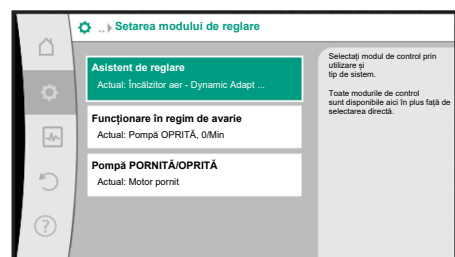 .. Setarea modului de reglare
Asistent de reglare
Actual: Încălzitor aer - Dynamic Adapt ...
Funcționare în regim de avarie
Actual: Pompă OPRITĂ, 0/Min
Pompă PORNITĂ/OPRITĂ
Actual: Motor pornit
Selectați modul de control prin
utilizare și
tip de sistem.
Toate modurile de control
sunt disponibile aici în plus față de
selectarea directă.
?